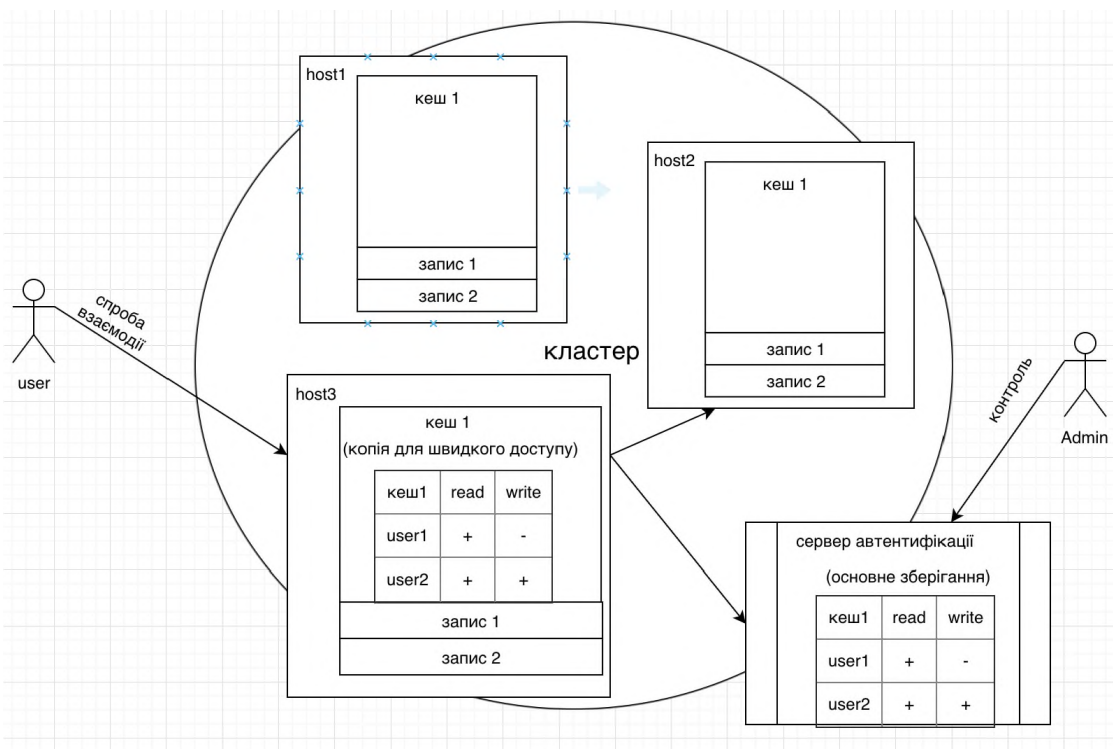 host1
кеш 1
запис 1
запис 2
host2
кеш 1
запис 1
запис 2
спроба
взаємодії
user
кластер
контроль
Admin
host3
кеш 1
(копія для швидкого доступу)
кеш1 read write
user1 + -
user2 + +
запис 1
запис 2
сервер автентифікації
(основне зберігання)
кеш1 read write
user1 + -
user2 + +